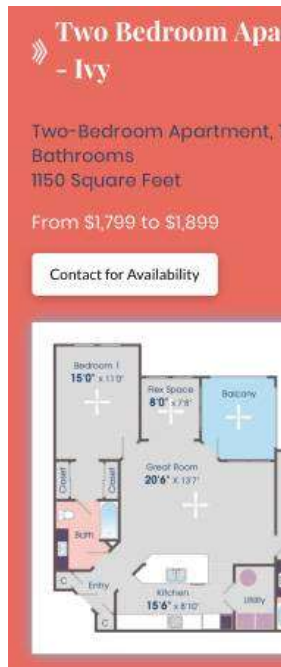 Two Bedroom Apa
- Ivy
Two-Bedroom Apartment,
Bathrooms
1150 Square Feet
From $1,799 to $1,899
Contact for Availability
Bedroom 1
15'0" x 11'0"
Flex Space
8'0" x 7'8"
Balcony
Closet
Closet
Great Room
20'6" x 13'7"
Bath
C
Entry
Kitchen
15'6" x 8'10"
Utility
C